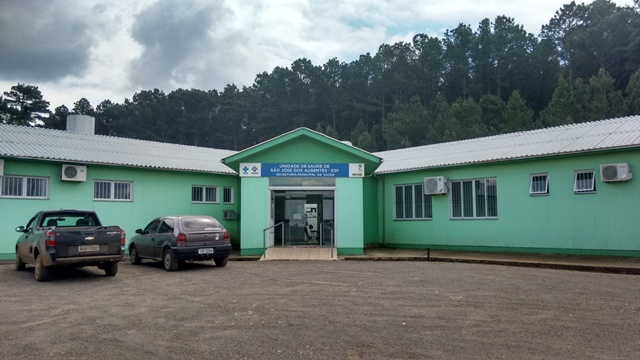 UNIDADE DE SAÚDE DE
SÃO JOSÉ DOS AUSENTES - ESF
SECRETARIA MUNICIPAL DA SAÚDE